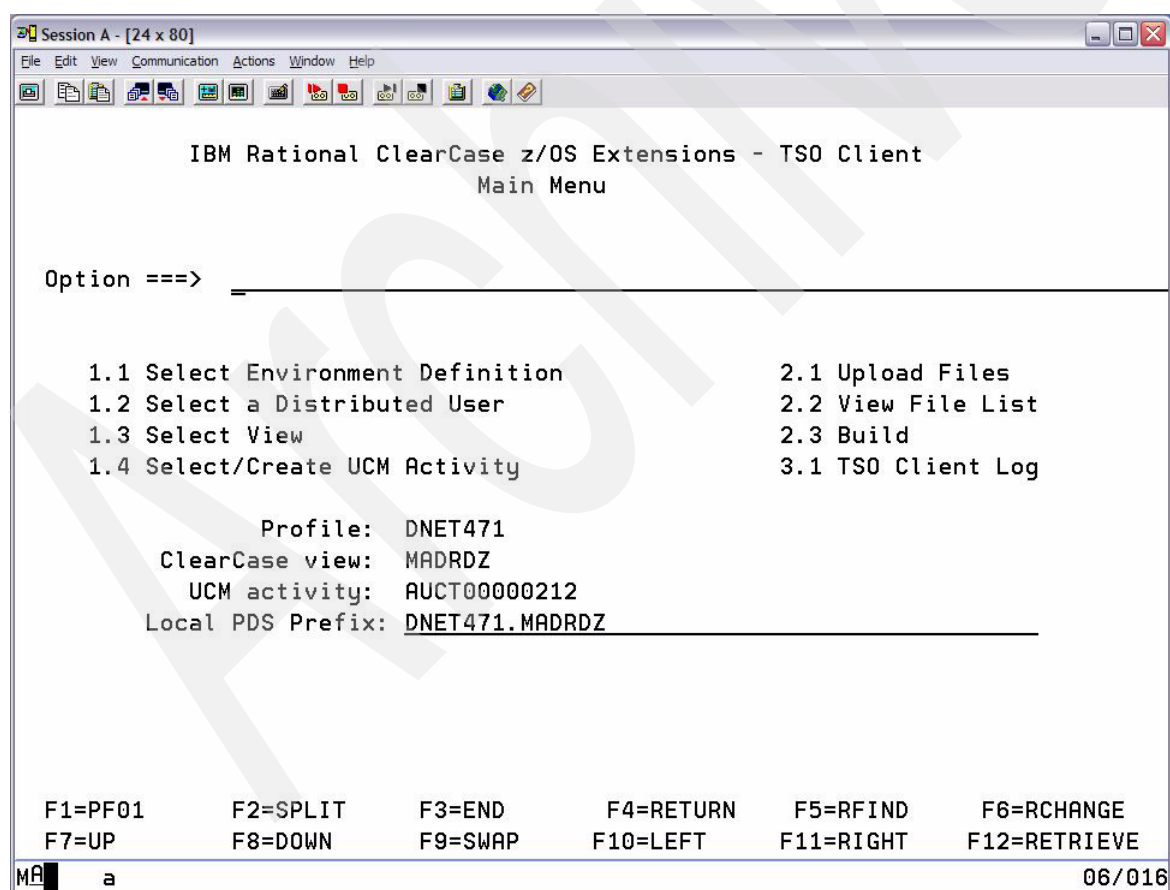 Session A - [24 x 80]
File Edit View Communication Actions Window Help
IBM Rational ClearCase z/OS Extensions - TSO Client
Main Menu
Option ===> _
1.1 Select Environment Definition 2.1 Upload Files
1.2 Select a Distributed User 2.2 View File List
1.3 Select View 2.3 Build
1.4 Select/Create UCM Activity 3.1 TSO Client Log
Profile: DNET471
ClearCase view: MADRDZ
UCM activity: AUCT00000212
Local PDS Prefix: DNET471.MADRDZ
F1=PF01 F2=SPLIT F3=END F4=RETURN F5=RFIND F6=RCHANGE
F7=UP F8=DOWN F9=SWAP F10=LEFT F11=RIGHT F12=RETRIEVE
MA a 06/016
Archive